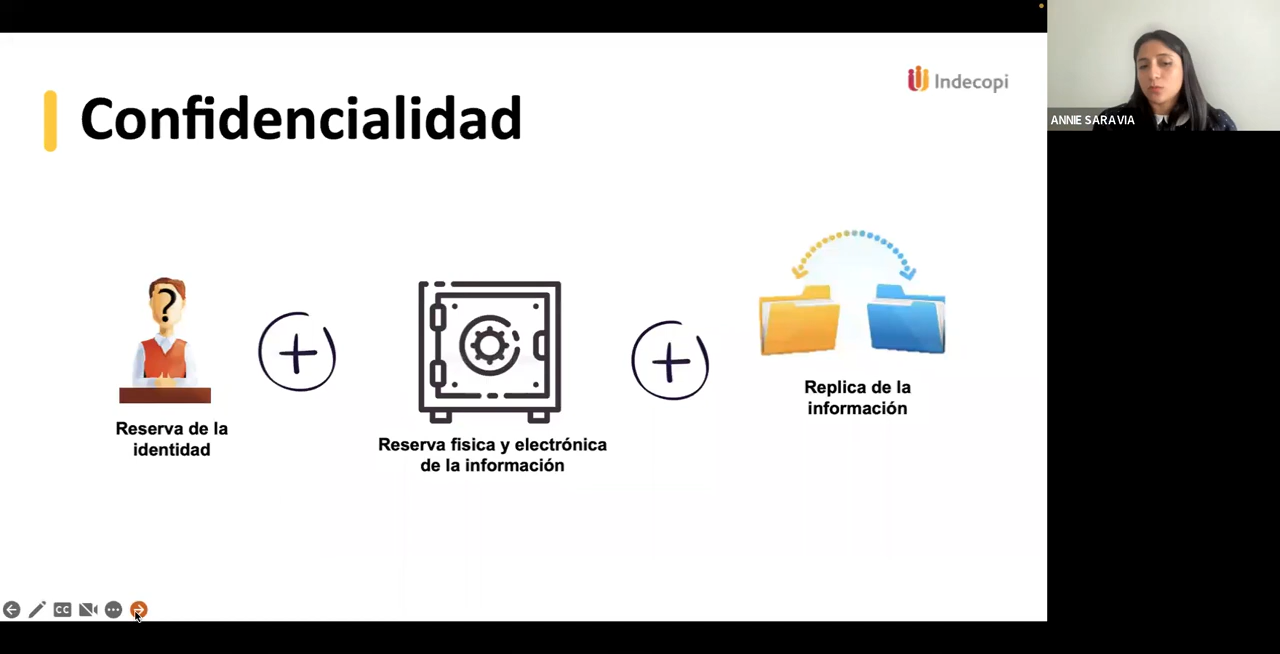 Confidencialidad
Indecopi
ANNIE SARAVIA
?
Reserva de la
identidad
Reserva fisica y electrónica
de la información
Replica de la
información
CC